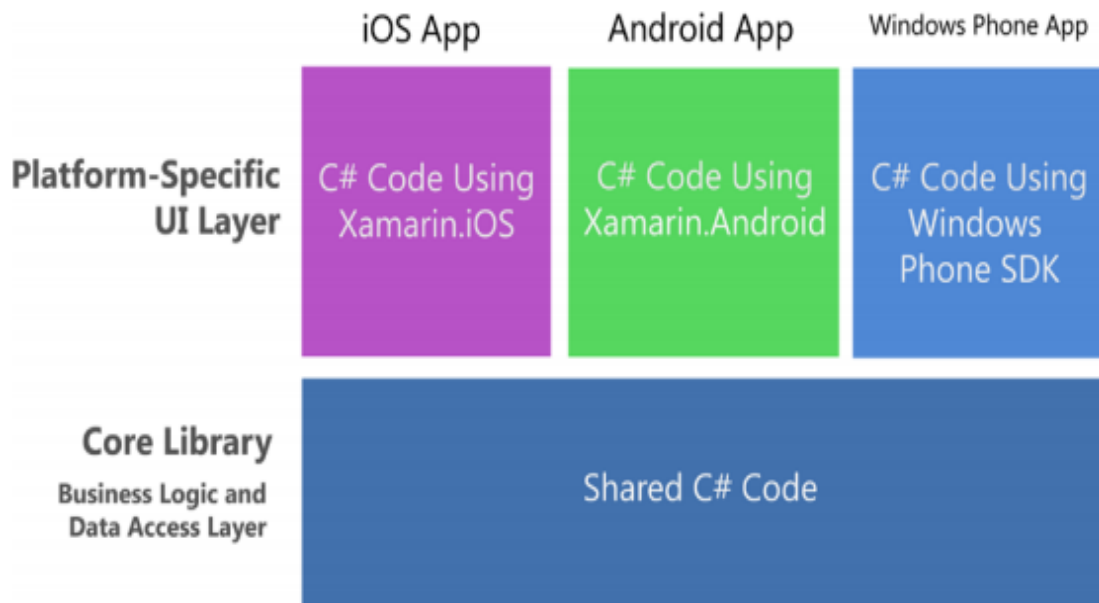 iOS App
Android App
Windows Phone App
Platform-Specific
UI Layer
C# Code Using
Xamarin.iOS
C# Code Using
Xamarin.Android
C# Code Using
Windows
Phone SDK
Core Library
Business Logic and
Data Access Layer
Shared C# Code